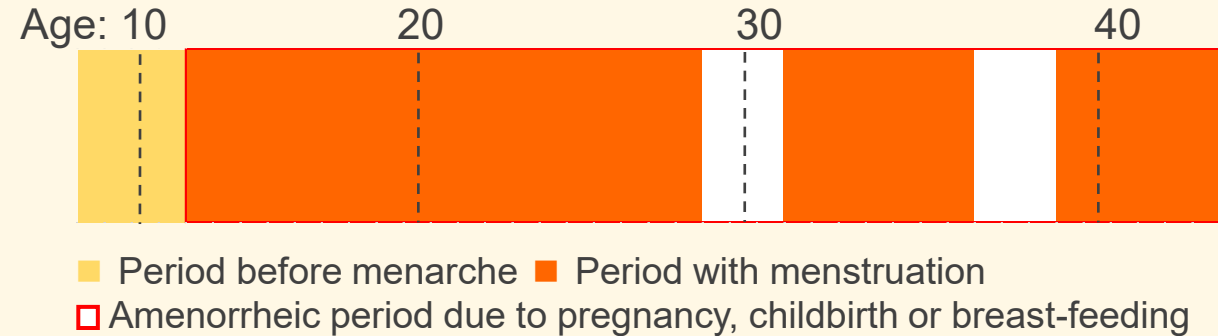 Age: 10 20 30 40
Period before menarche Period with menstruation
Amenorrheic period due to pregnancy, childbirth or breast-feeding